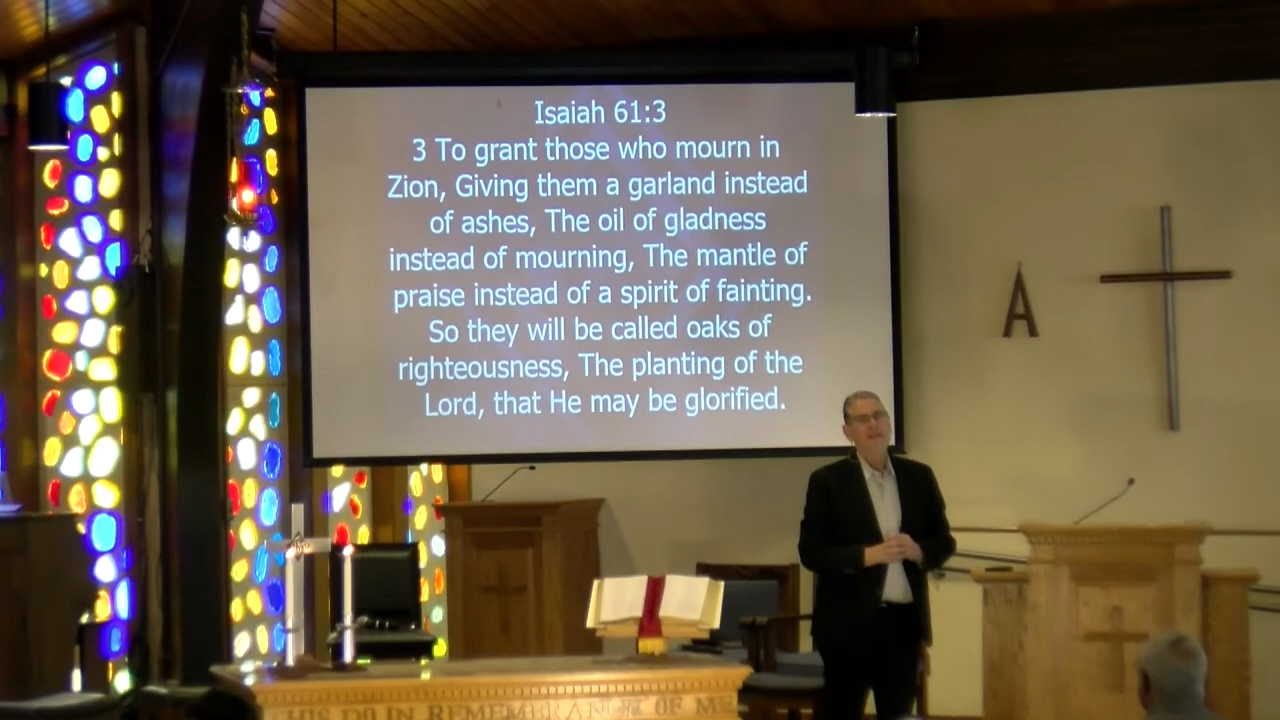 Isaiah 61:3
3 To grant those who mourn in
Zion, Giving them a garland instead
of ashes, The oil of gladness
instead of mourning, The mantle of
praise instead of a spirit of fainting.
So they will be called oaks of
righteousness, The planting of the
Lord, that He may be glorified.
A
HIS DO IN REMEMBRANCE OF M